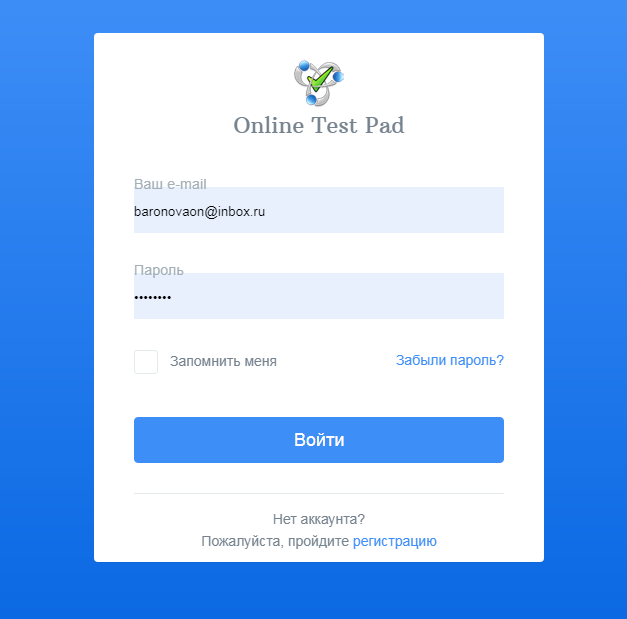 Online Test Pad
Ваш e-mail
baronovaon@inbox.ru
Пароль
••••••••
Запомнить меня
Забыли пароль?
Войти
Нет аккаунта?
Пожалуйста, пройдите регистрацию